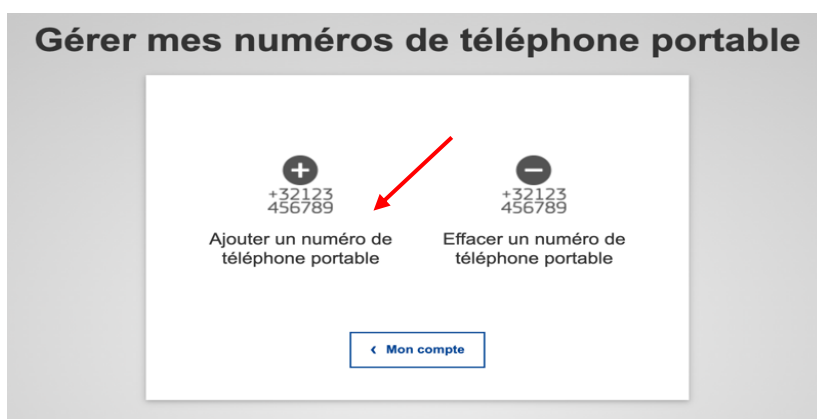 Gérer mes numéros de téléphone portable
+32123
456789
Ajouter un numéro de
téléphone portable
+32123
456789
Effacer un numéro de
téléphone portable
‹ Mon compte